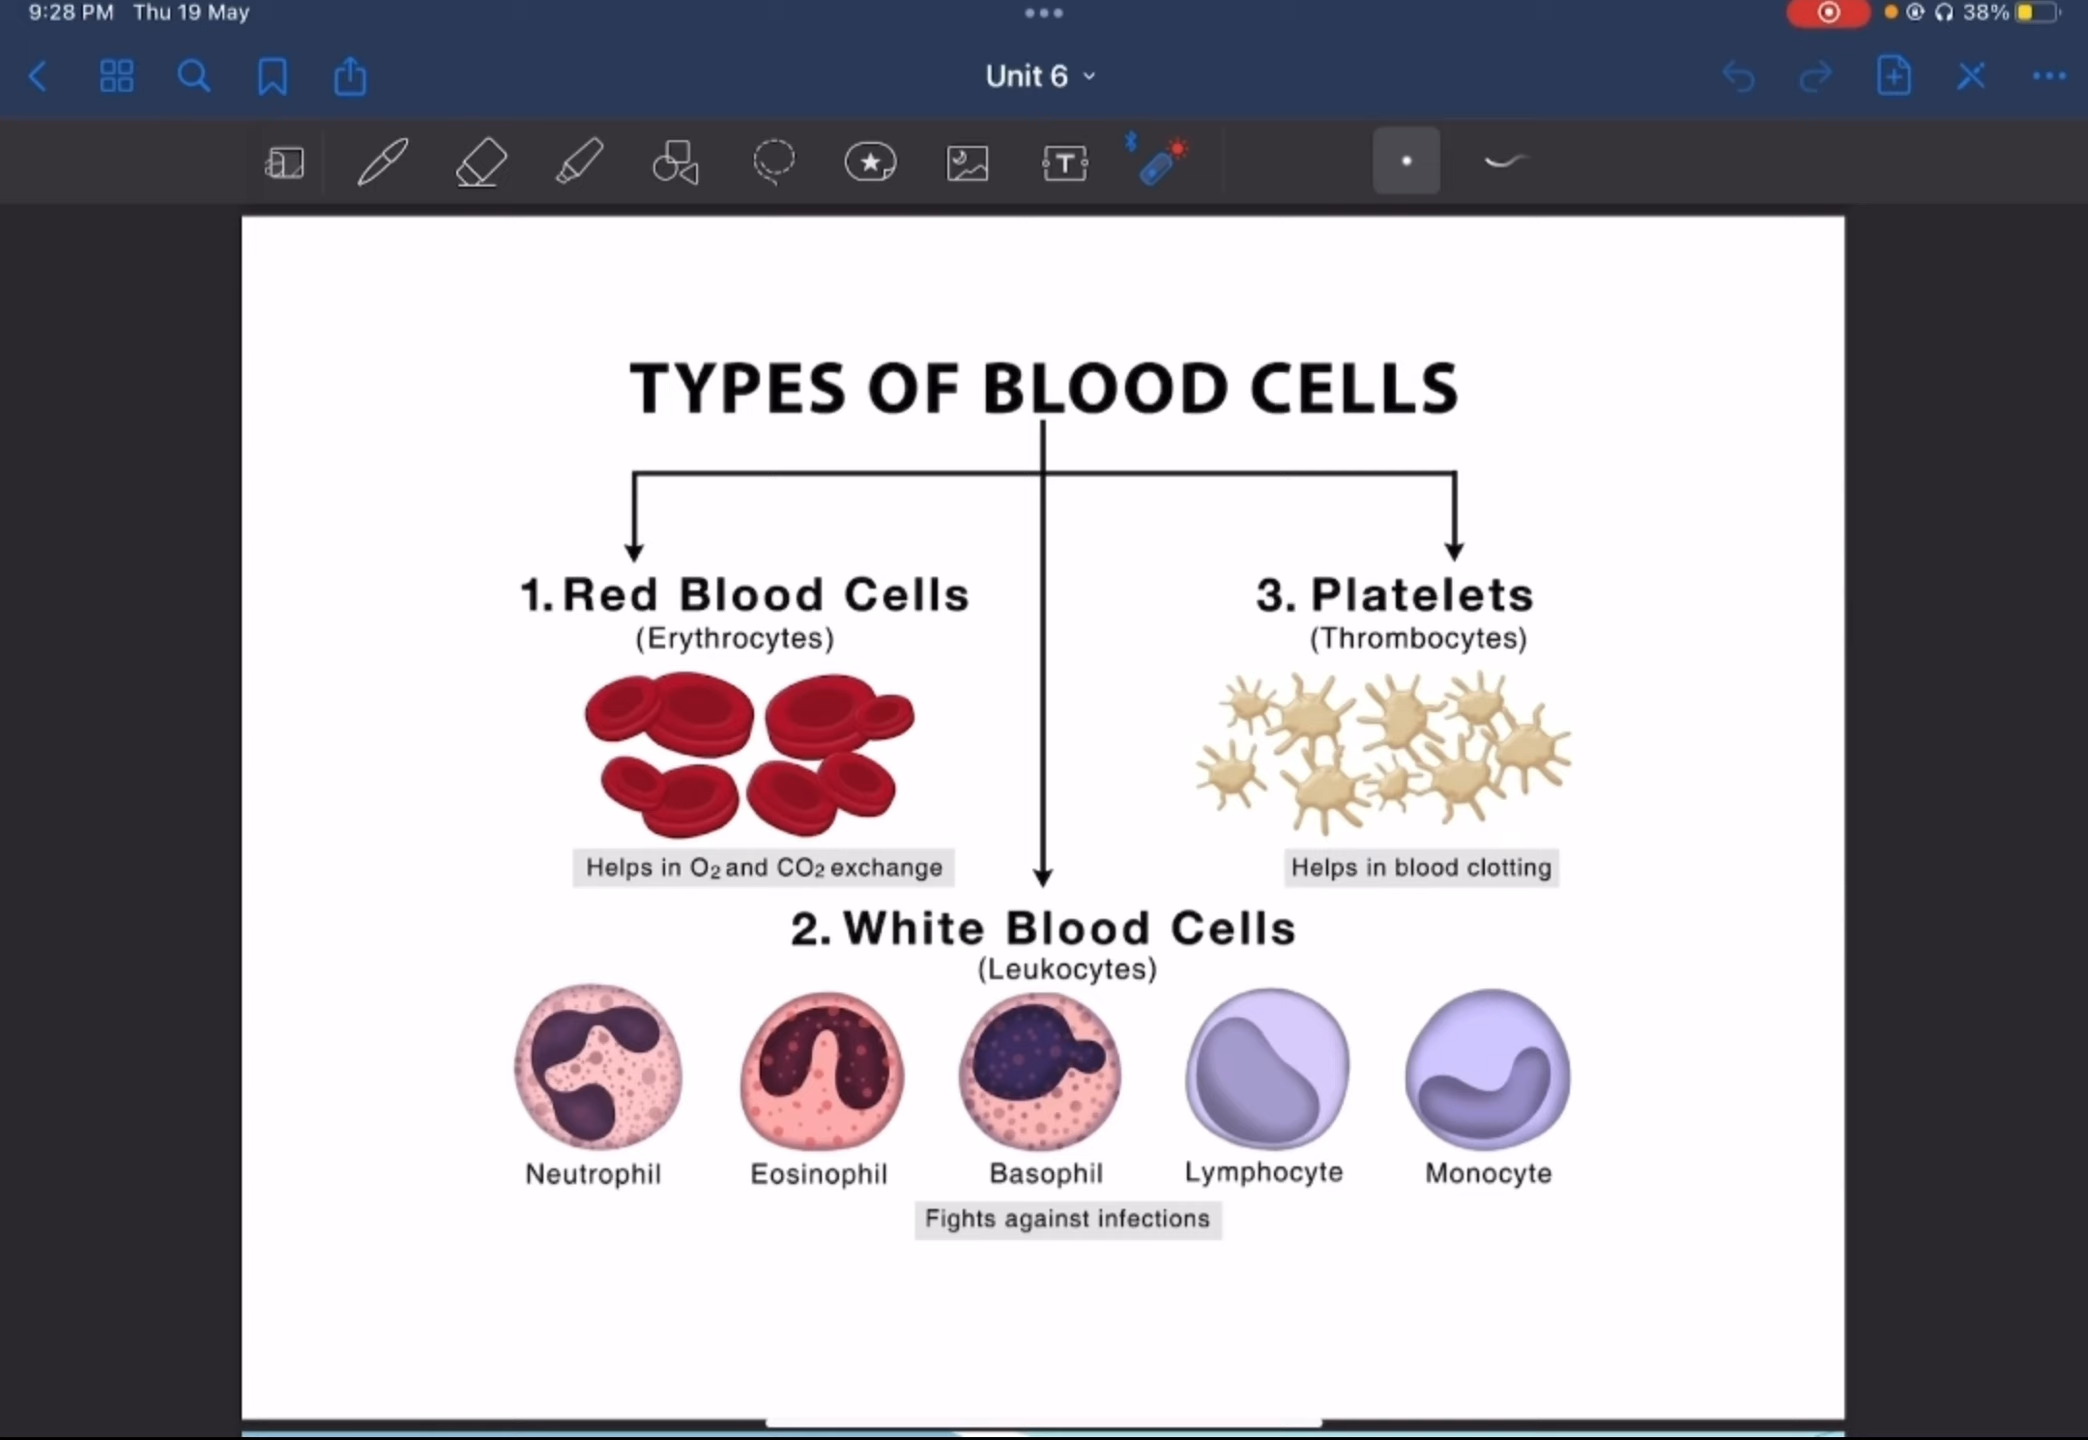 9:28 PM Thu 19 May
38%
Unit 6
T
TYPES OF BLOOD CELLS
1. Red Blood Cells
(Erythrocytes)
Helps in O₂ and CO₂ exchange
3. Platelets
(Thrombocytes)
Helps in blood clotting
2. White Blood Cells
(Leukocytes)
Neutrophil
Eosinophil
Basophil
Lymphocyte
Monocyte
Fights against infections